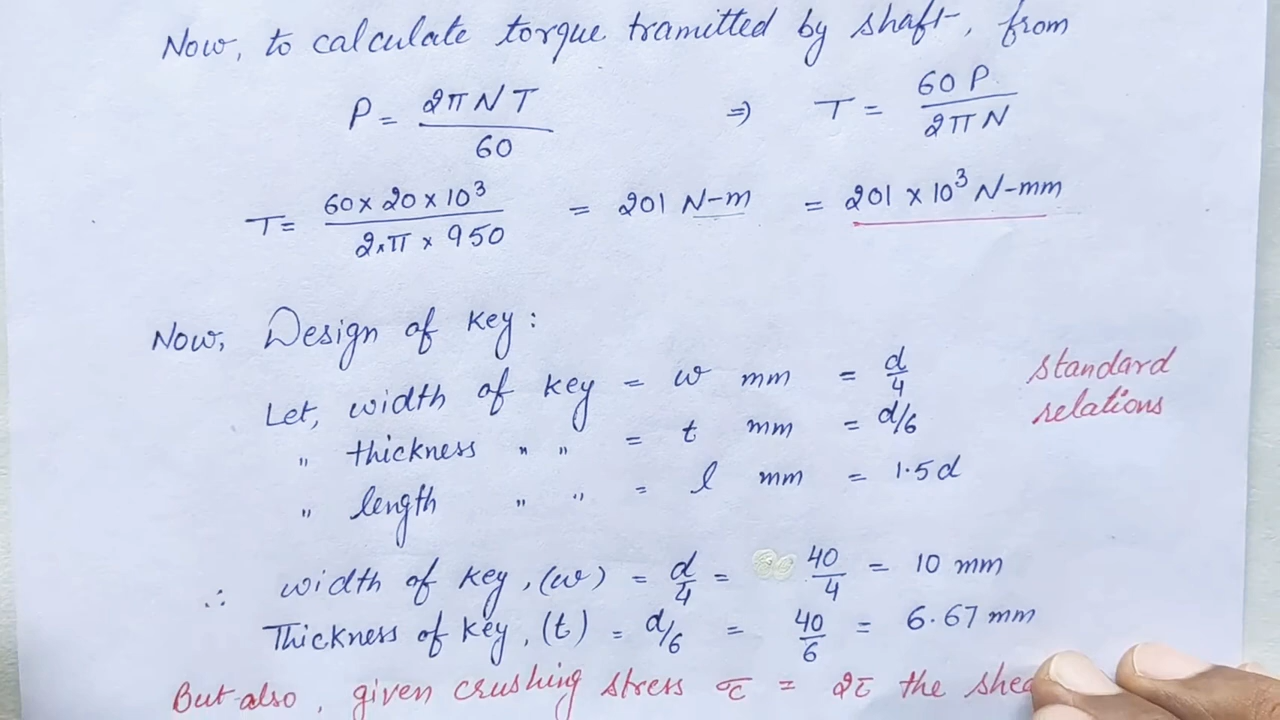 Now, to calculate torque tramitted by shaft, from
P = 2πNT / 60 ⇒ T = 60 P / 2πN
T = 60 x 20 x 10³ / 2 x π x 950 = 201 N-m = 201 x 10³ N-mm
Now, Design of key:
Let, width of key = w mm = d/4 standard
" thickness " " = t mm = d/6 relations
" length " " = l mm = 1.5d
∴ width of key, (w) = d/4 = 40/4 = 10 mm
Thickness of key, (t) = d/6 = 40/6 = 6.67 mm
But also, given crushing stress σc = 2τ the